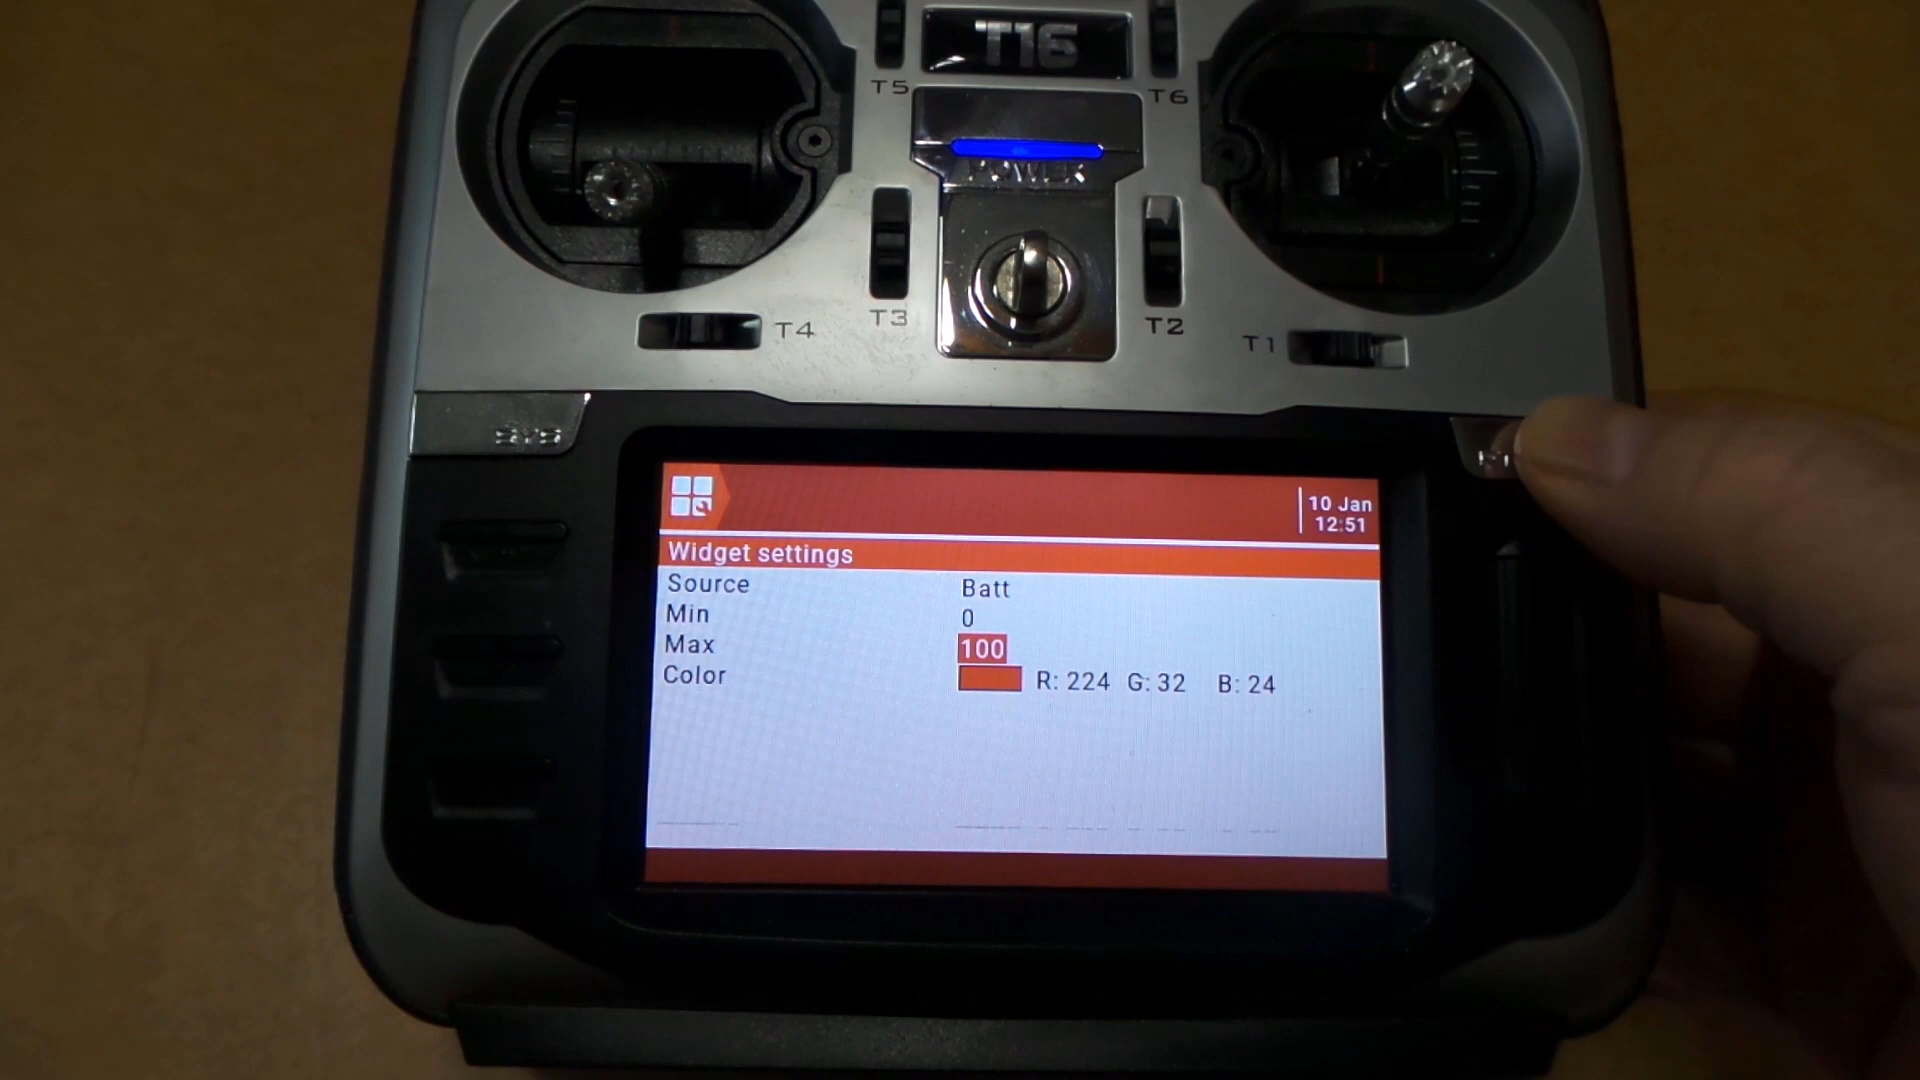 T16
T5
T6
POWER
T3
T2
T4
T1
SYS
10 Jan
12:51
Widget settings
Source Batt
Min 0
Max 100
Color R: 224 G: 32 B: 24